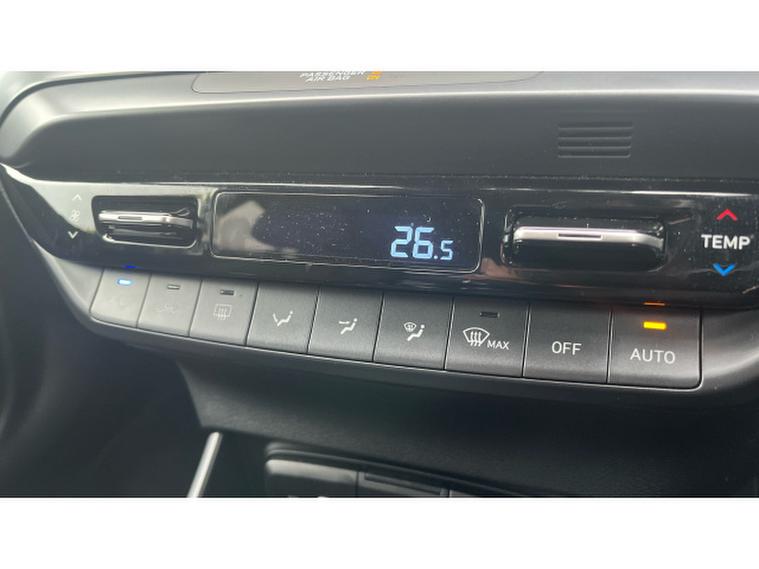 PASSENGER
AIR BAG
26.5
TEMP
MAX
OFF
AUTO